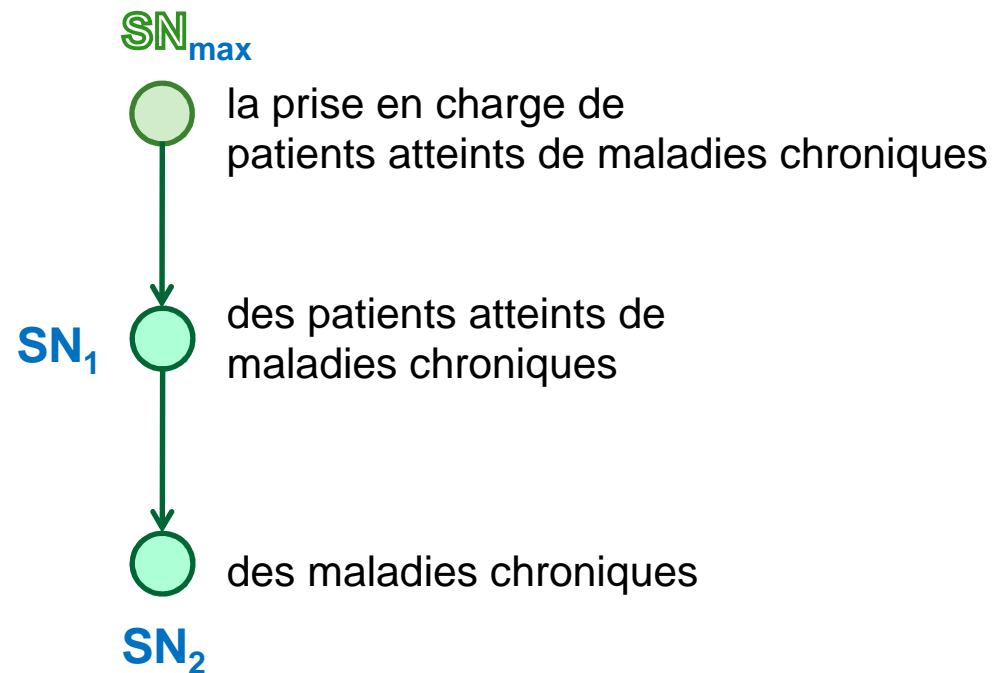 SNmax
la prise en charge de
patients atteints de maladies chroniques
SN1
des patients atteints de
maladies chroniques
des maladies chroniques
SN2